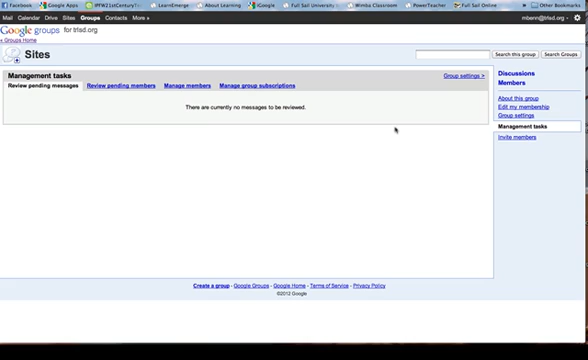 Facebook Google Apps #FW21stCenturyT LearnEmerge About Learning iGoogle Full Sail University Wimba Classroom PowerTeacher Full Sail Online Other Bookmarks
Mail Calendar Drive Sites Groups Contacts More mbenn@trfsd.org
Google groups for trfsd.org
« Groups Home
Sites
Search this group Search Groups
Management tasks Group settings >
Review pending messages Review pending members Manage members Manage group subscriptions
There are currently no messages to be reviewed.
Discussions
Members
About this group
Edit my membership
Group settings
Management tasks
Invite members
Create a group - Google Groups - Google Home - Terms of Service - Privacy Policy
©2012 Google